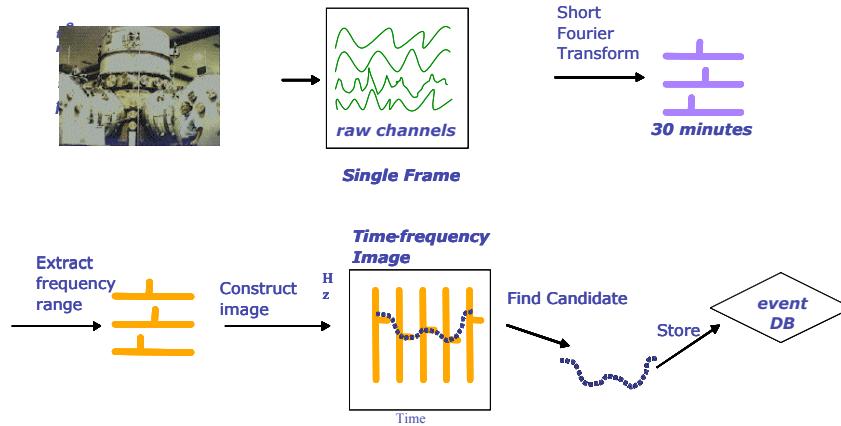 Short
Fourier
Transform
raw channels
30 minutes
Single Frame
Extract
frequency
range
Construct
image
H
z
Time-frequency
Image
Find Candidate
Store
event
DB
Time